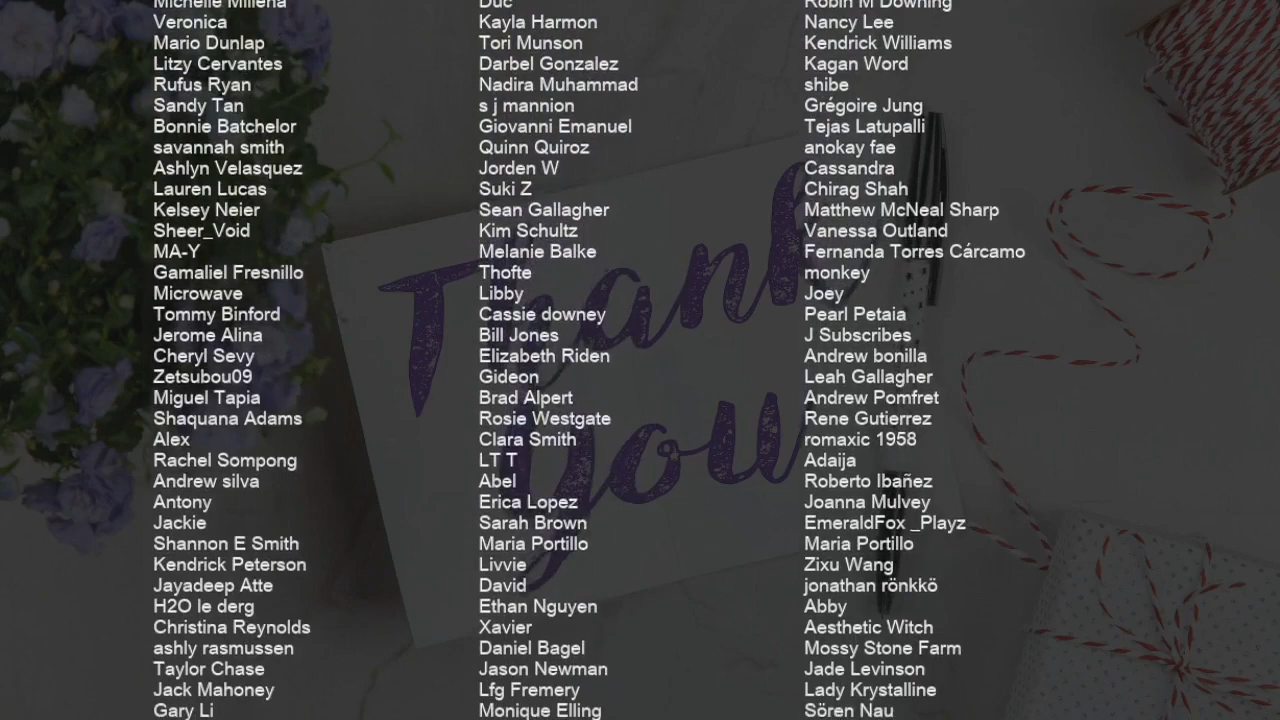 Michelle Millena
Veronica
Mario Dunlap
Litzy Cervantes
Rufus Ryan
Sandy Tan
Bonnie Batchelor
savannah smith
Ashlyn Velasquez
Lauren Lucas
Kelsey Neier
Sheer_Void
MA-Y
Gamaliel Fresnillo
Microwave
Tommy Binford
Jerome Alina
Cheryl Sevy
Zetsubou09
Miguel Tapia
Shaquana Adams
Alex
Rachel Sompong
Andrew silva
Antony
Jackie
Shannon E Smith
Kendrick Peterson
Jayadeep Atte
H2O le derg
Christina Reynolds
ashly rasmussen
Taylor Chase
Jack Mahoney
Gary Li
Duc
Kayla Harmon
Tori Munson
Darbel Gonzalez
Nadira Muhammad
s j mannion
Giovanni Emanuel
Quinn Quiroz
Jorden W
Suki Z
Sean Gallagher
Kim Schultz
Melanie Balke
Thofte
Libby
Cassie downey
Bill Jones
Elizabeth Riden
Gideon
Brad Alpert
Rosie Westgate
Clara Smith
LT T
Abel
Erica Lopez
Sarah Brown
Maria Portillo
Livvie
David
Ethan Nguyen
Xavier
Daniel Bagel
Jason Newman
Lfg Fremery
Monique Elling
Robin M Downing
Nancy Lee
Kendrick Williams
Kagan Word
shibe
Grégoire Jung
Tejas Latupalli
anokay fae
Cassandra
Chirag Shah
Matthew McNeal Sharp
Vanessa Outland
Fernanda Torres Cárcamo
monkey
Joey
Pearl Petaia
J Subscribes
Andrew bonilla
Leah Gallagher
Andrew Pomfret
Rene Gutierrez
romaxic 1958
Adaija
Roberto Ibañez
Joanna Mulvey
EmeraldFox _Playz
Maria Portillo
Zixu Wang
jonathan rönkkö
Abby
Aesthetic Witch
Mossy Stone Farm
Jade Levinson
Lady Krystalline
Sören Nau
Thank
you